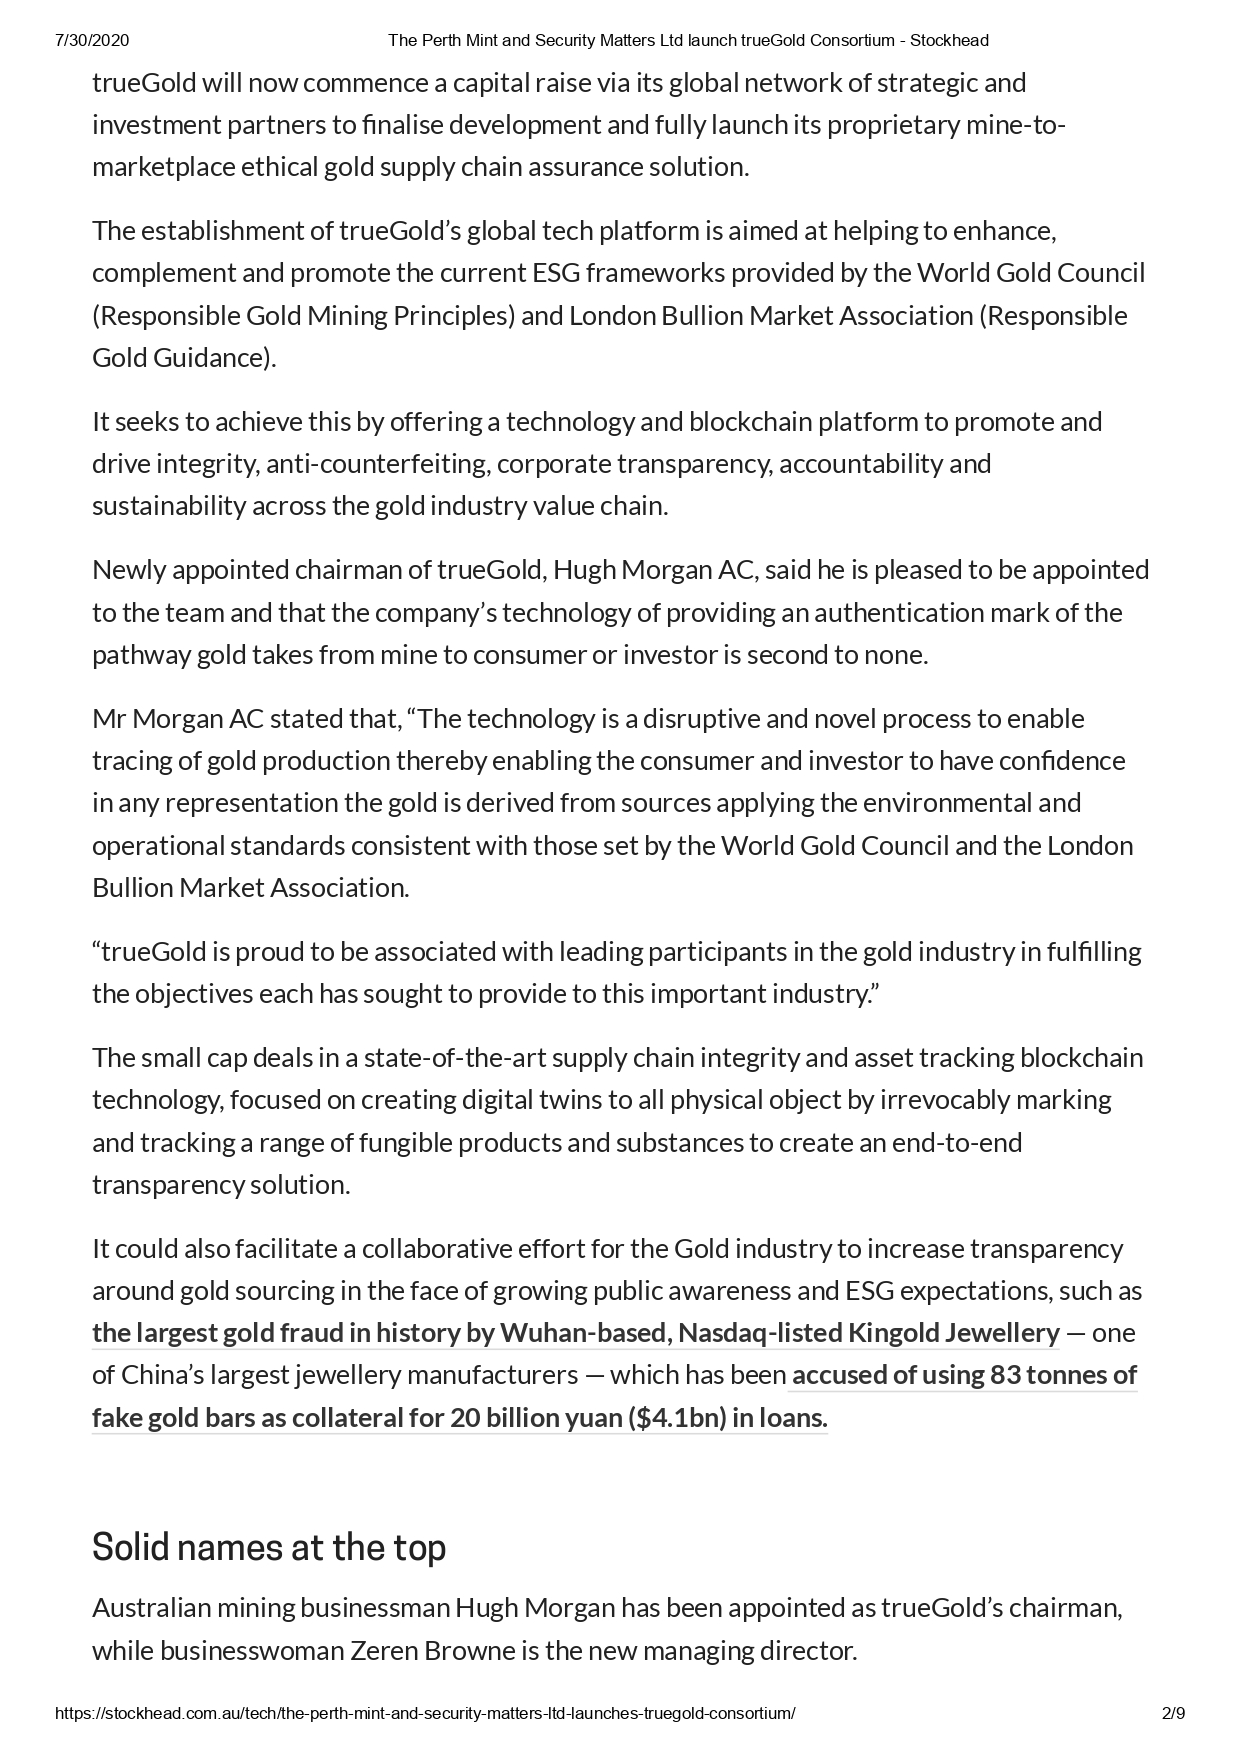 7/30/2020
The Perth Mint and Security Matters Ltd launch trueGold Consortium - Stockhead
trueGold will now commence a capital raise via its global network of strategic and
investment partners to finalise development and fully launch its proprietary mine-to-
marketplace ethical gold supply chain assurance solution.
The establishment of trueGold’s global tech platform is aimed at helping to enhance,
complement and promote the current ESG frameworks provided by the World Gold Council
(Responsible Gold Mining Principles) and London Bullion Market Association (Responsible
Gold Guidance).
It seeks to achieve this by offering a technology and blockchain platform to promote and
drive integrity, anti-counterfeiting, corporate transparency, accountability and
sustainability across the gold industry value chain.
Newly appointed chairman of trueGold, Hugh Morgan AC, said he is pleased to be appointed
to the team and that the company’s technology of providing an authentication mark of the
pathway gold takes from mine to consumer or investor is second to none.
Mr Morgan AC stated that, “The technology is a disruptive and novel process to enable
tracing of gold production thereby enabling the consumer and investor to have confidence
in any representation the gold is derived from sources applying the environmental and
operational standards consistent with those set by the World Gold Council and the London
Bullion Market Association.
“trueGold is proud to be associated with leading participants in the gold industry in fulfilling
the objectives each has sought to provide to this important industry.”
The small cap deals in a state-of-the-art supply chain integrity and asset tracking blockchain
technology, focused on creating digital twins to all physical object by irrevocably marking
and tracking a range of fungible products and substances to create an end-to-end
transparency solution.
It could also facilitate a collaborative effort for the Gold industry to increase transparency
around gold sourcing in the face of growing public awareness and ESG expectations, such as
the largest gold fraud in history by Wuhan-based, Nasdaq-listed Kingold Jewellery — one
of China’s largest jewellery manufacturers — which has been accused of using 83 tonnes of
fake gold bars as collateral for 20 billion yuan ($4.1bn) in loans.
Solid names at the top
Australian mining businessman Hugh Morgan has been appointed as trueGold’s chairman,
while businesswoman Zeren Browne is the new managing director.
https://stockhead.com.au/tech/the-perth-mint-and-security-matters-ltd-launches-truegold-consortium/
2/9